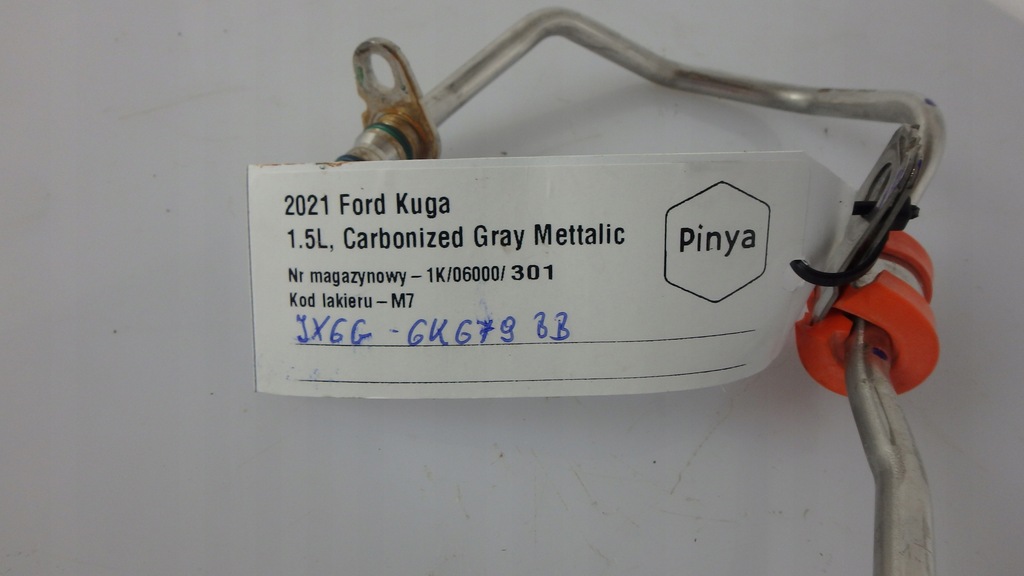 2021 Ford Kuga
1.5L, Carbonized Gray Mettalic
Nr magazynowy – 1K/06000/ 301
Kod lakieru – M7
JX6G - 6K679 BB
Pinya